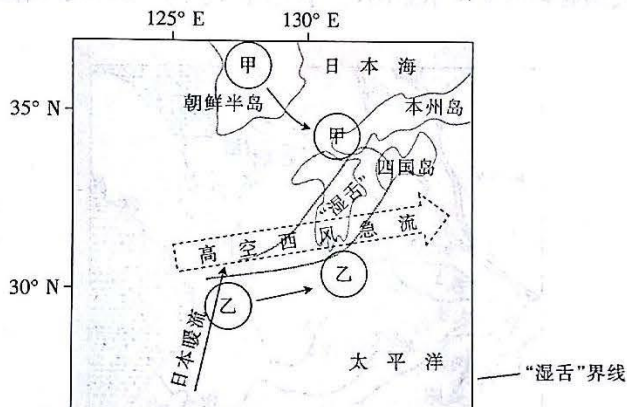 125° E
130° E
甲
日本海
朝鲜半岛
35° N
本州岛
甲
四国岛
“湿舌”
高空西风急流
30° N
乙
乙
日本暖流
太平洋
“湿舌”界线